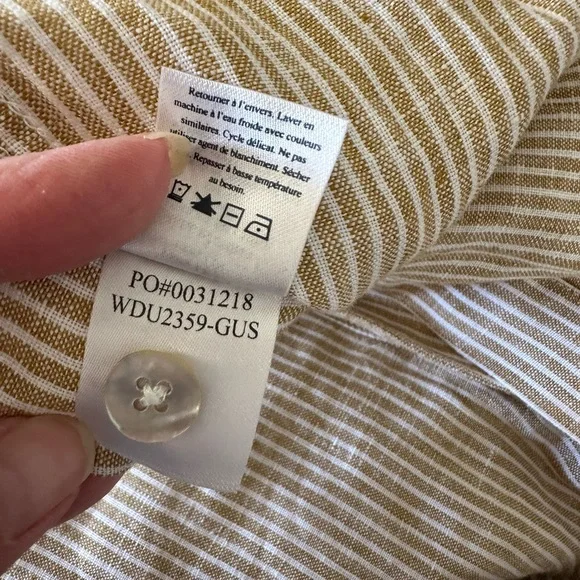 Retourner à l'envers. Laver en
machine à l'eau froide avec couleurs
similaires. Cycle délicat. Ne pas
utiliser agent de blanchiment. Sécher
Repasser à basse température
au besoin.
PO#0031218
WDU2359-GUS